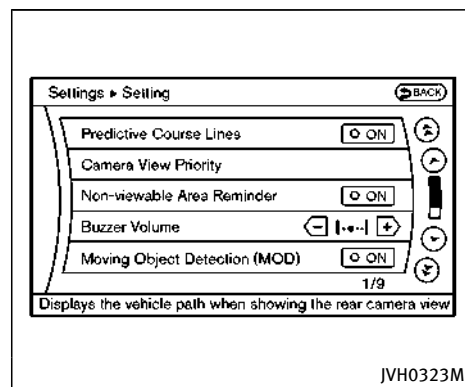 Settings ▸ Setting
BACK
Predictive Course Lines ON
Camera View Priority
Non-viewable Area Reminder ON
Buzzer Volume − +
Moving Object Detection (MOD) ON
1/9
Displays the vehicle path when showing the rear camera view
JVH0323M